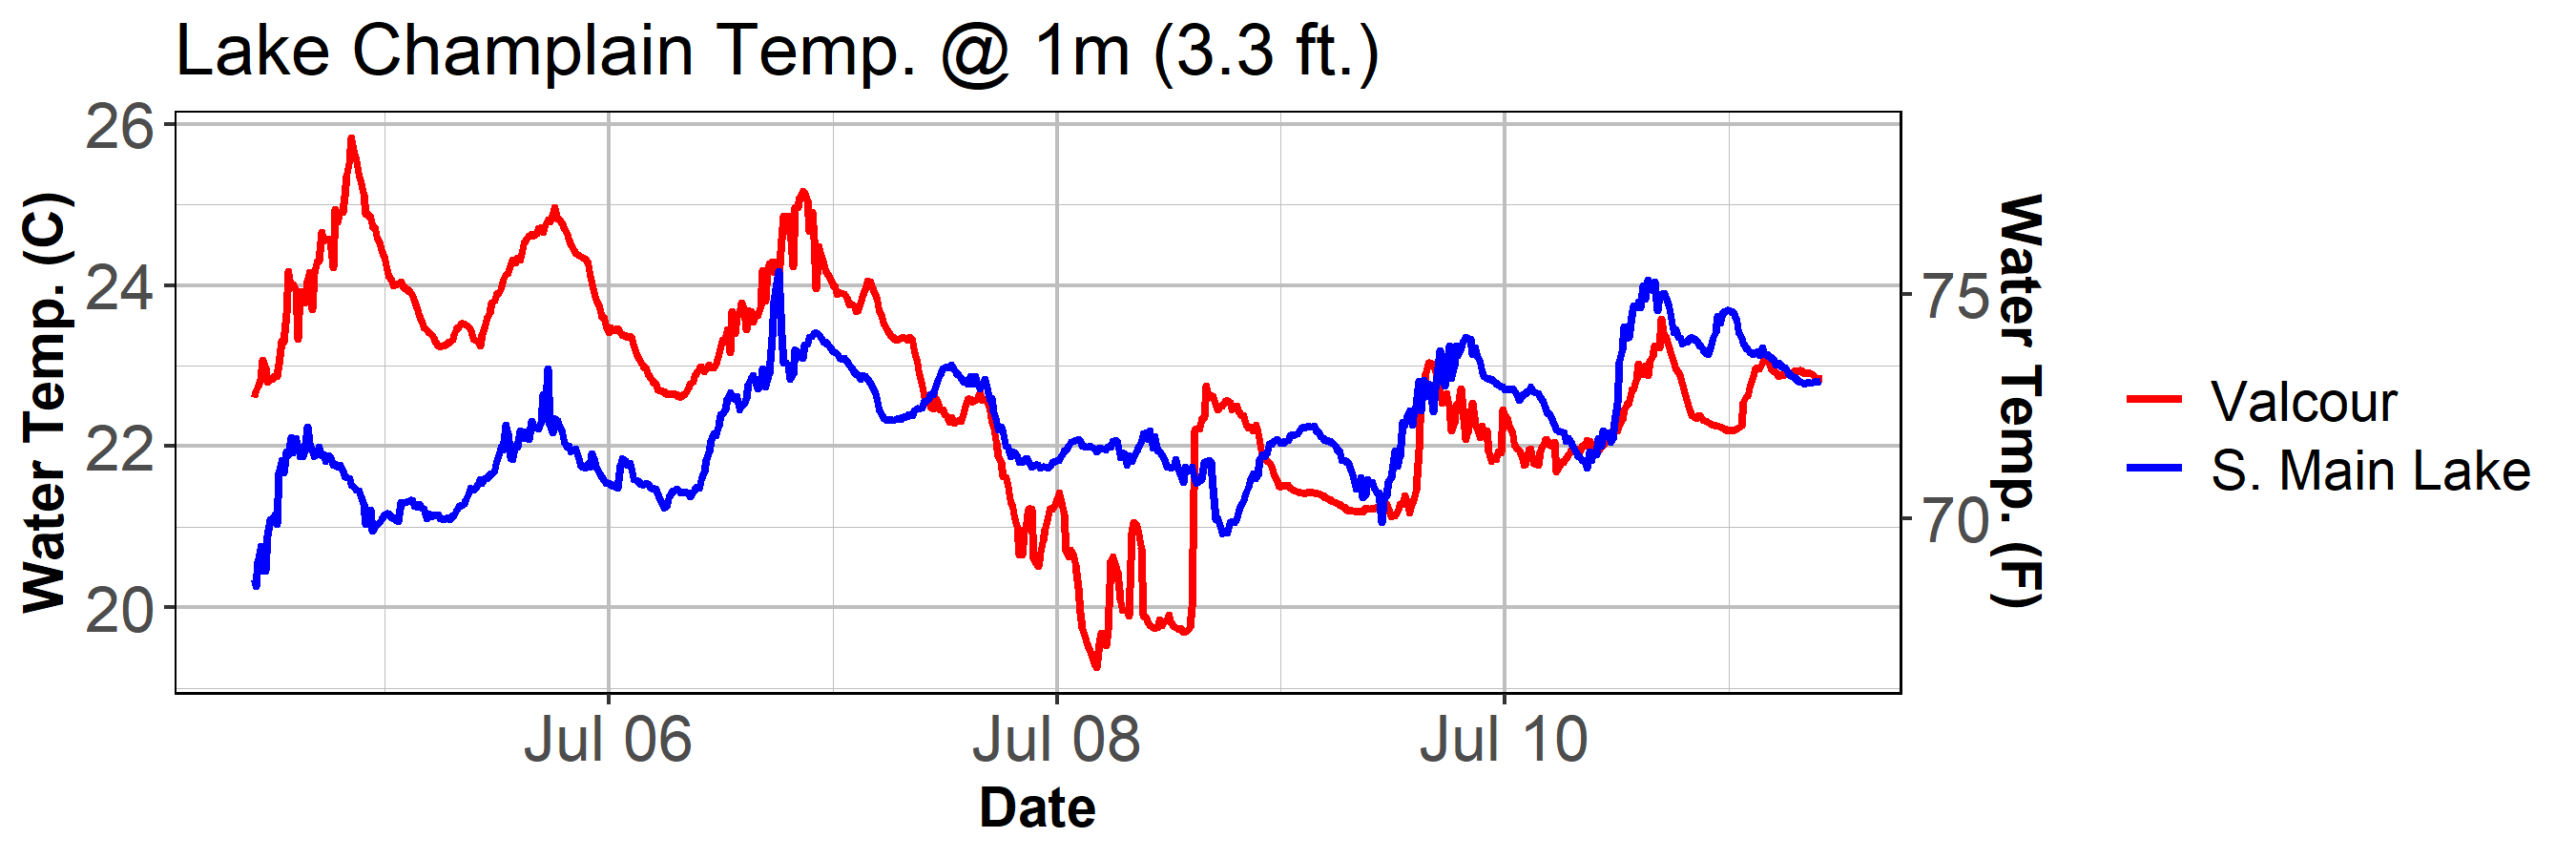 Lake Champlain Temp. @ 1m (3.3 ft.)
Water Temp. (C)
26
24
22
20
Water Temp. (F)
75
70
Jul 06
Jul 08
Jul 10
Date
Valcour
S. Main Lake